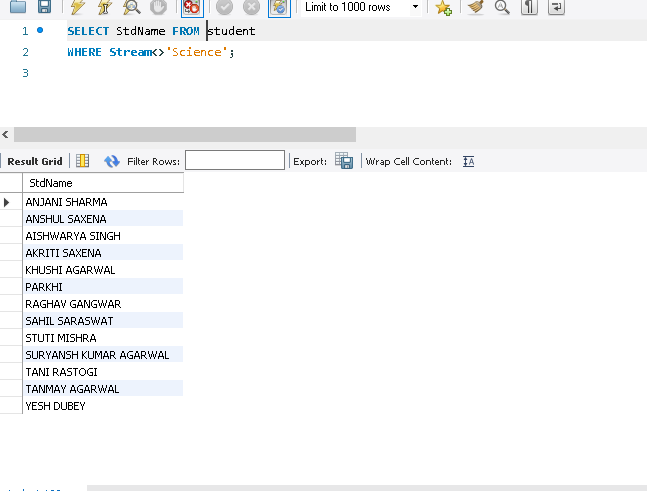 Limit to 1000 rows
1 SELECT StdName FROM student
2 WHERE Stream<>'Science';
3
Result Grid Filter Rows: Export: Wrap Cell Content: IA
StdName
ANJANI SHARMA
ANSHUL SAXENA
AISHWARYA SINGH
AKRITI SAXENA
KHUSHI AGARWAL
PARKHI
RAGHAV GANGWAR
SAHIL SARASWAT
STUTI MISHRA
SURYANSH KUMAR AGARWAL
TANI RASTOGI
TANMAY AGARWAL
YESH DUBEY